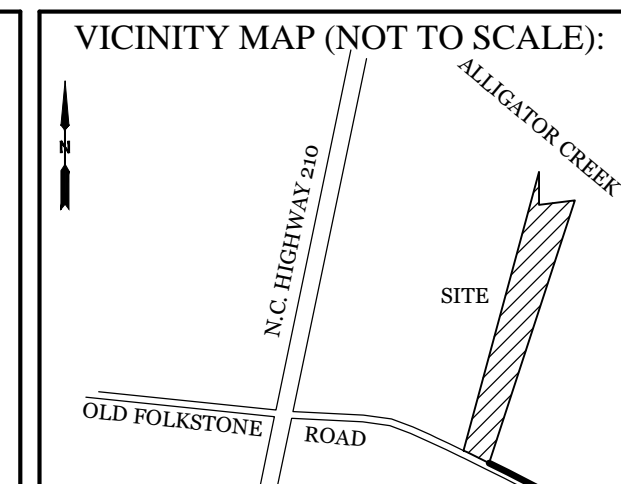 VICINITY MAP (NOT TO SCALE):
ALLIGATOR CREEK
N
N.C. HIGHWAY 210
SITE
OLD FOLKSTONE ROAD